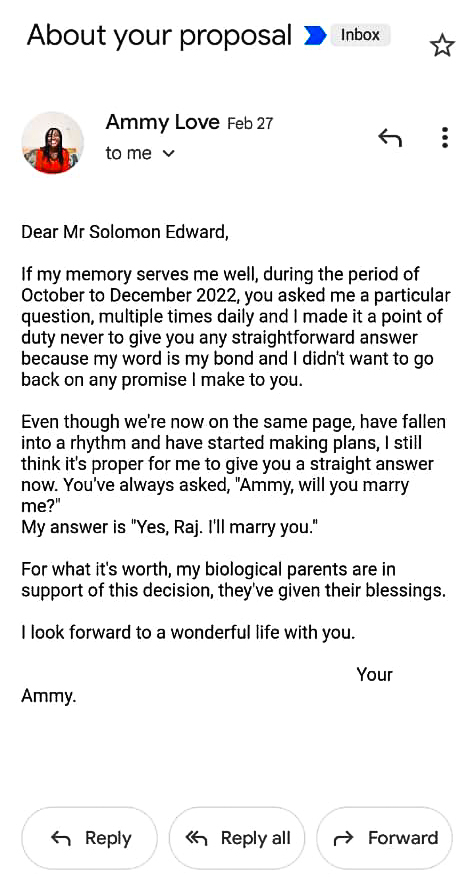 About your proposal Inbox
Ammy Love Feb 27
to me
Dear Mr Solomon Edward,
If my memory serves me well, during the period of
October to December 2022, you asked me a particular
question, multiple times daily and I made it a point of
duty never to give you any straightforward answer
because my word is my bond and I didn't want to go
back on any promise I make to you.
Even though we're now on the same page, have fallen
into a rhythm and have started making plans, I still
think it's proper for me to give you a straight answer
now. You've always asked, "Ammy, will you marry
me?"
My answer is "Yes, Raj. I'll marry you."
For what it's worth, my biological parents are in
support of this decision, they've given their blessings.
I look forward to a wonderful life with you.
Your
Ammy.
Reply Reply all Forward